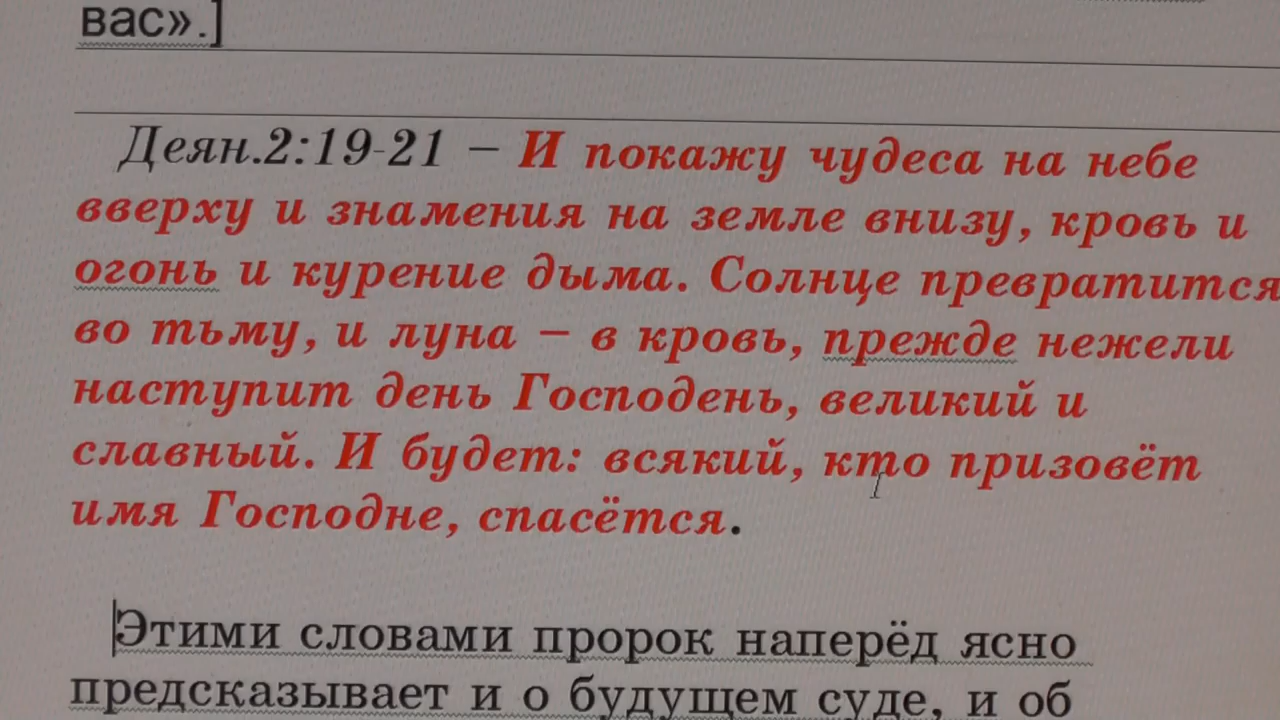 вас».]
Деян.2:19-21 – И покажу чудеса на небе
вверху и знамения на земле внизу, кровь и
огонь и курение дыма. Солнце превратится
во тьму, и луна – в кровь, прежде нежели
наступит день Господень, великий и
славный. И будет: всякий, кто призовёт
имя Господне, спасётся.
Этими словами пророк наперёд ясно
предсказывает и о будущем суде, и об